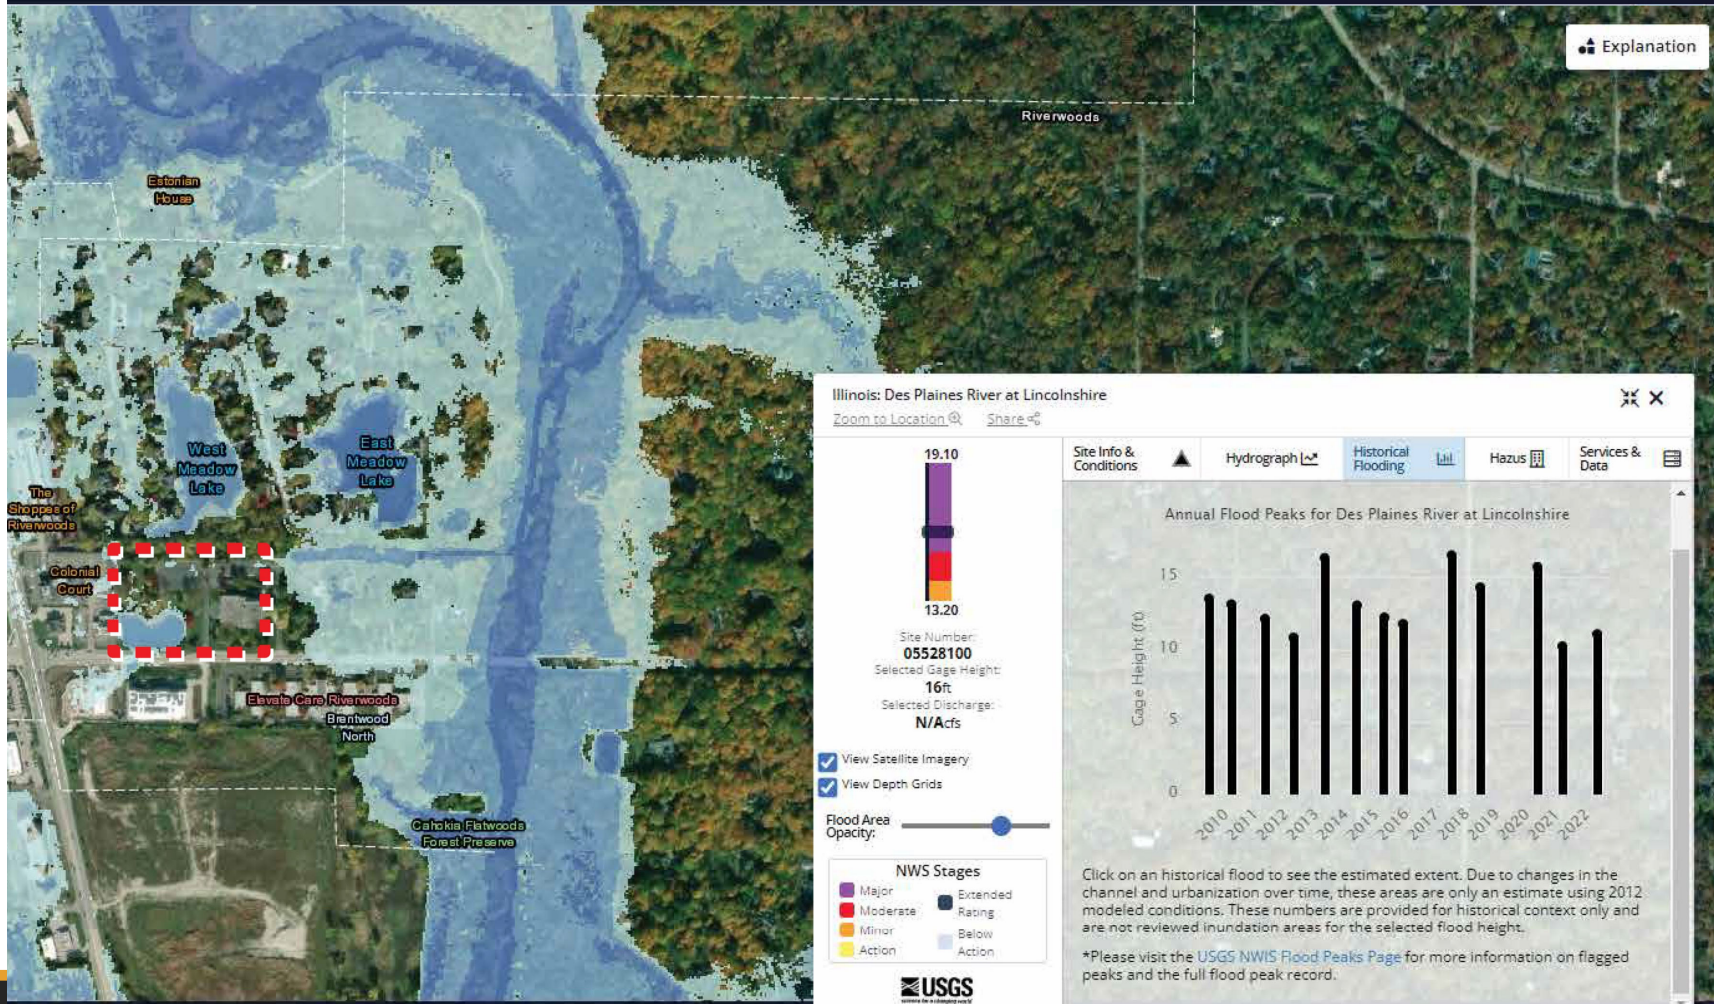 Explanation
Riverwoods
Estonian
House
West
Meadow
Lake
East
Meadow
Lake
The
Shoppes of
Riverwoods
Colonial
Court
Elevate Care Riverwoods
Brentwood
North
Cahokia Flatwoods
Forest Preserve
Illinois: Des Plaines River at Lincolnshire
Zoom to Location
Share
19.10
13.20
Site Number:
05528100
Selected Gage Height:
16ft
Selected Discharge:
N/Acfs
View Satellite Imagery
View Depth Grids
Flood Area
Opacity:
NWS Stages
Major
Moderate
Minor
Action
Extended
Rating
Below
Action
USGS
science for a changing world
Site Info &
Conditions
Hydrograph
Historical
Flooding
Hazus
Services &
Data
Annual Flood Peaks for Des Plaines River at Lincolnshire
Gage Height (ft)
15
10
5
0
2010
2011
2012
2013
2014
2015
2016
2017
2018
2019
2020
2021
2022
Click on an historical flood to see the estimated extent. Due to changes in the
channel and urbanization over time, these areas are only an estimate using 2012
modeled conditions. These numbers are provided for historical context only and
are not reviewed inundation areas for the selected flood height.
*Please visit the USGS NWIS Flood Peaks Page for more information on flagged
peaks and the full flood peak record.